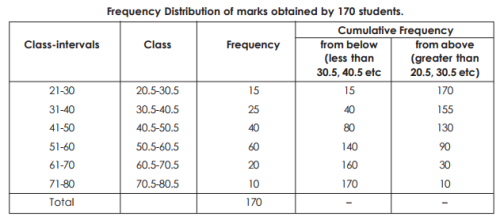 Frequency Distribution of marks obtained by 170 students.
Class-intervals Class Frequency Cumulative Frequency
from below (less than 30.5, 40.5 etc from above (greater than 20.5, 30.5 etc)
21-30 20.5-30.5 15 15 170
31-40 30.5-40.5 25 40 155
41-50 40.5-50.5 40 80 130
51-60 50.5-60.5 60 140 90
61-70 60.5-70.5 20 160 30
71-80 70.5-80.5 10 170 10
Total 170 – –